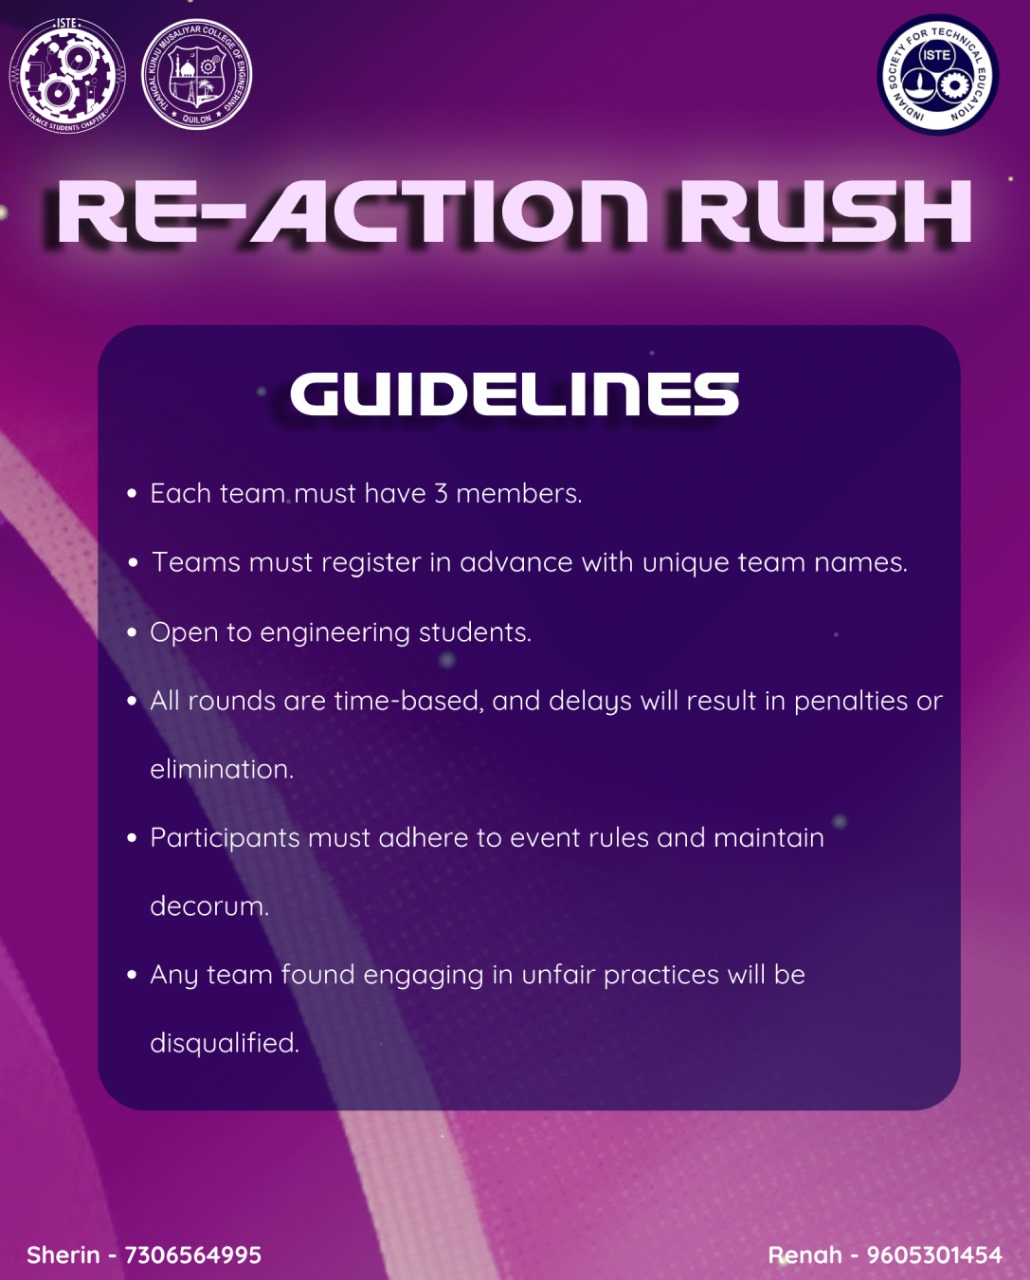 ISTE
TKMCE STUDENTS CHAPTER
THANGAL KUNJU MUSALIYAR COLLEGE OF ENGINEERING
QUILON
INDIAN SOCIETY FOR TECHNICAL EDUCATION
ISTE
RE-ACTION RUSH
GUIDELINES
• Each team must have 3 members.
• Teams must register in advance with unique team names.
• Open to engineering students.
• All rounds are time-based, and delays will result in penalties or
elimination.
• Participants must adhere to event rules and maintain
decorum.
• Any team found engaging in unfair practices will be
disqualified.
Sherin - 7306564995
Renah - 9605301454